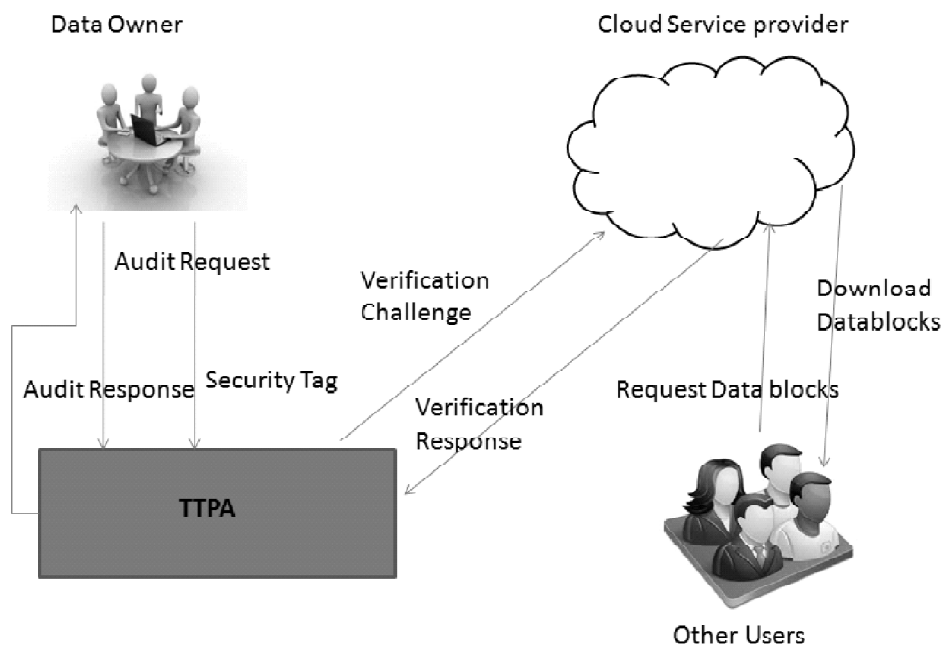 Data Owner
Cloud Service provider
Audit Request
Verification
Challenge
Download
Datablocks
Audit Response
Security Tag
Verification
Response
Request Data blocks
TTPA
Other Users